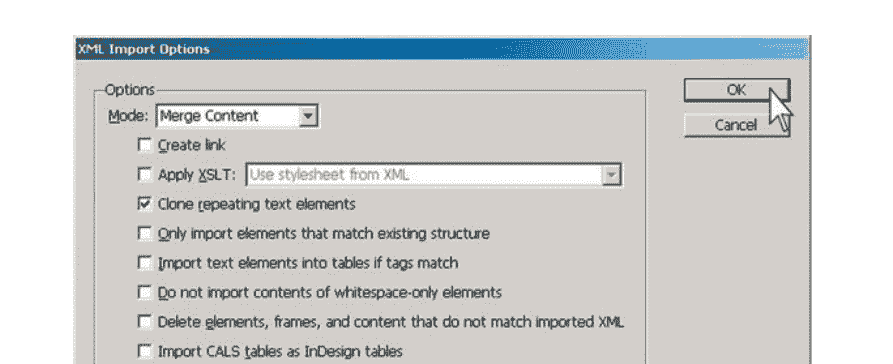 XML Import Options
Options
OK
Mode: Merge Content
Cancel
Create link
Apply XSLT: Use stylesheet from XML
Clone repeating text elements
Only import elements that match existing structure
Import text elements into tables if tags match
Do not import contents of whitespace-only elements
Delete elements, frames, and content that do not match imported XML
Import CALS tables as InDesign tables